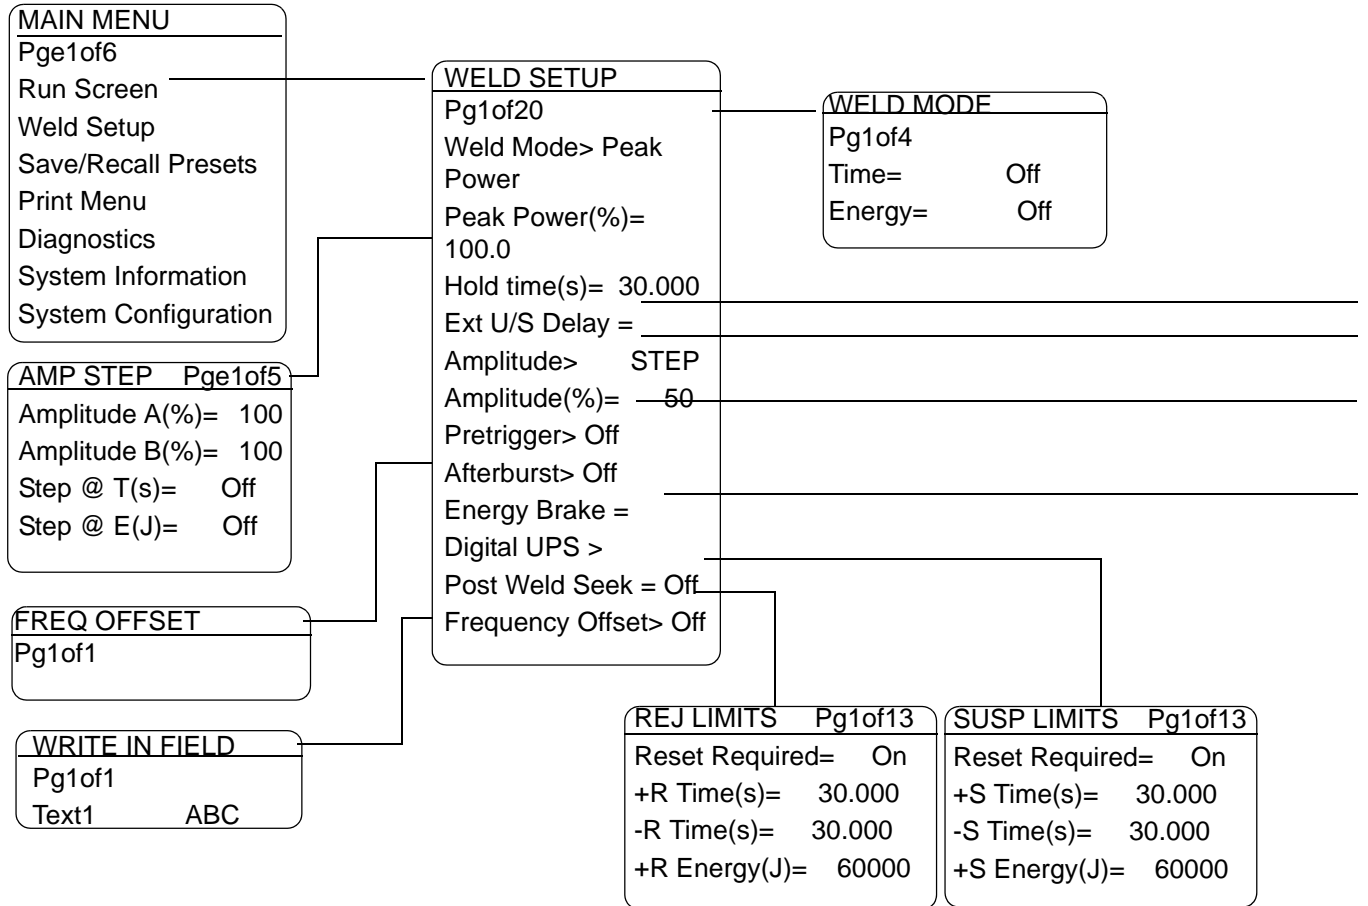 MAIN MENU
Pge1of6
Run Screen
Weld Setup
Save/Recall Presets
Print Menu
Diagnostics
System Information
System Configuration
AMP STEP Pge1of5
Amplitude A(%)= 100
Amplitude B(%)= 100
Step @ T(s)= Off
Step @ E(J)= Off
FREQ OFFSET
Pg1of1
WRITE IN FIELD
Pg1of1
Text1 ABC
WELD SETUP
Pg1of20
Weld Mode> Peak
Power
Peak Power(%)=
100.0
Hold time(s)= 30.000
Ext U/S Delay =
Amplitude> STEP
Amplitude(%)= 50
Pretrigger> Off
Afterburst> Off
Energy Brake =
Digital UPS >
Post Weld Seek = Off
Frequency Offset> Off
WELD MODE
Pg1of4
Time= Off
Energy= Off
REJ LIMITS Pg1of13
Reset Required= On
+R Time(s)= 30.000
-R Time(s)= 30.000
+R Energy(J)= 60000
SUSP LIMITS Pg1of13
Reset Required= On
+S Time(s)= 30.000
-S Time(s)= 30.000
+S Energy(J)= 60000